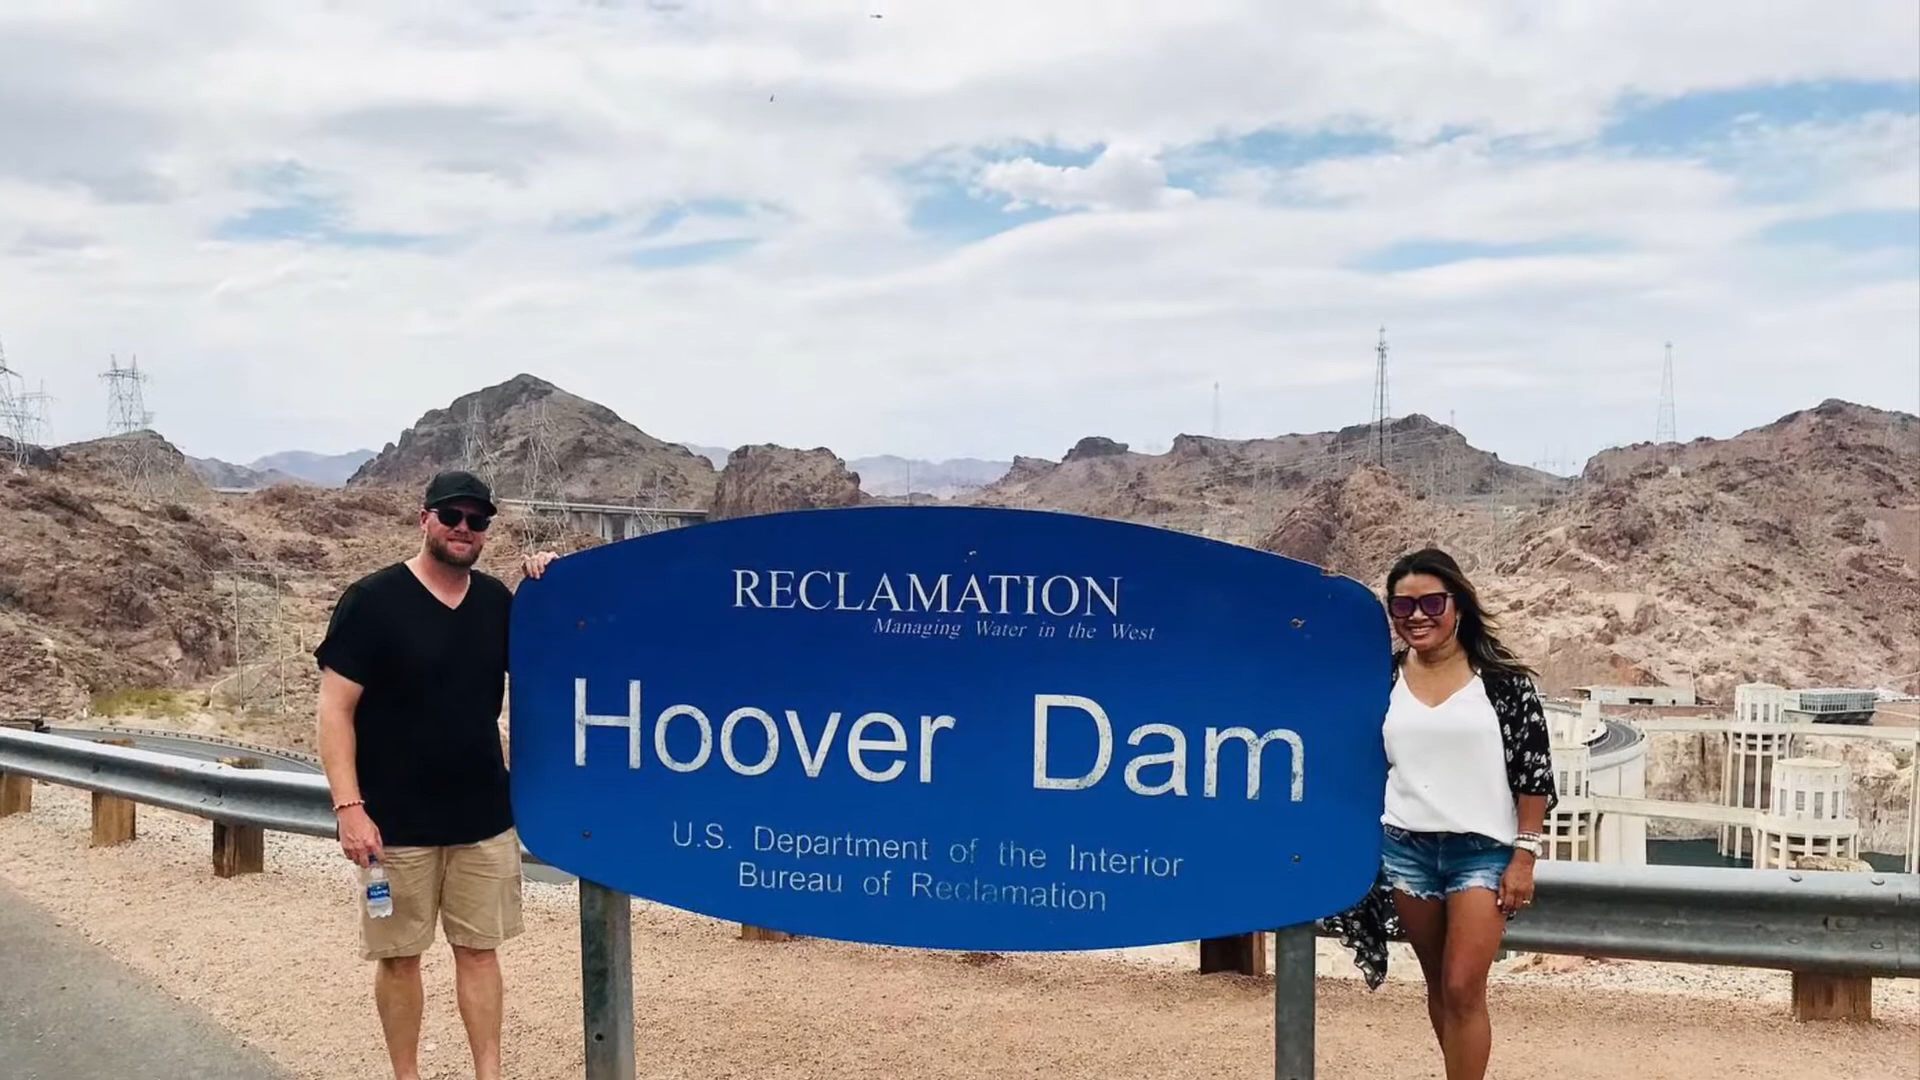 RECLAMATION
Managing Water in the West
Hoover Dam
U.S. Department of the Interior
Bureau of Reclamation